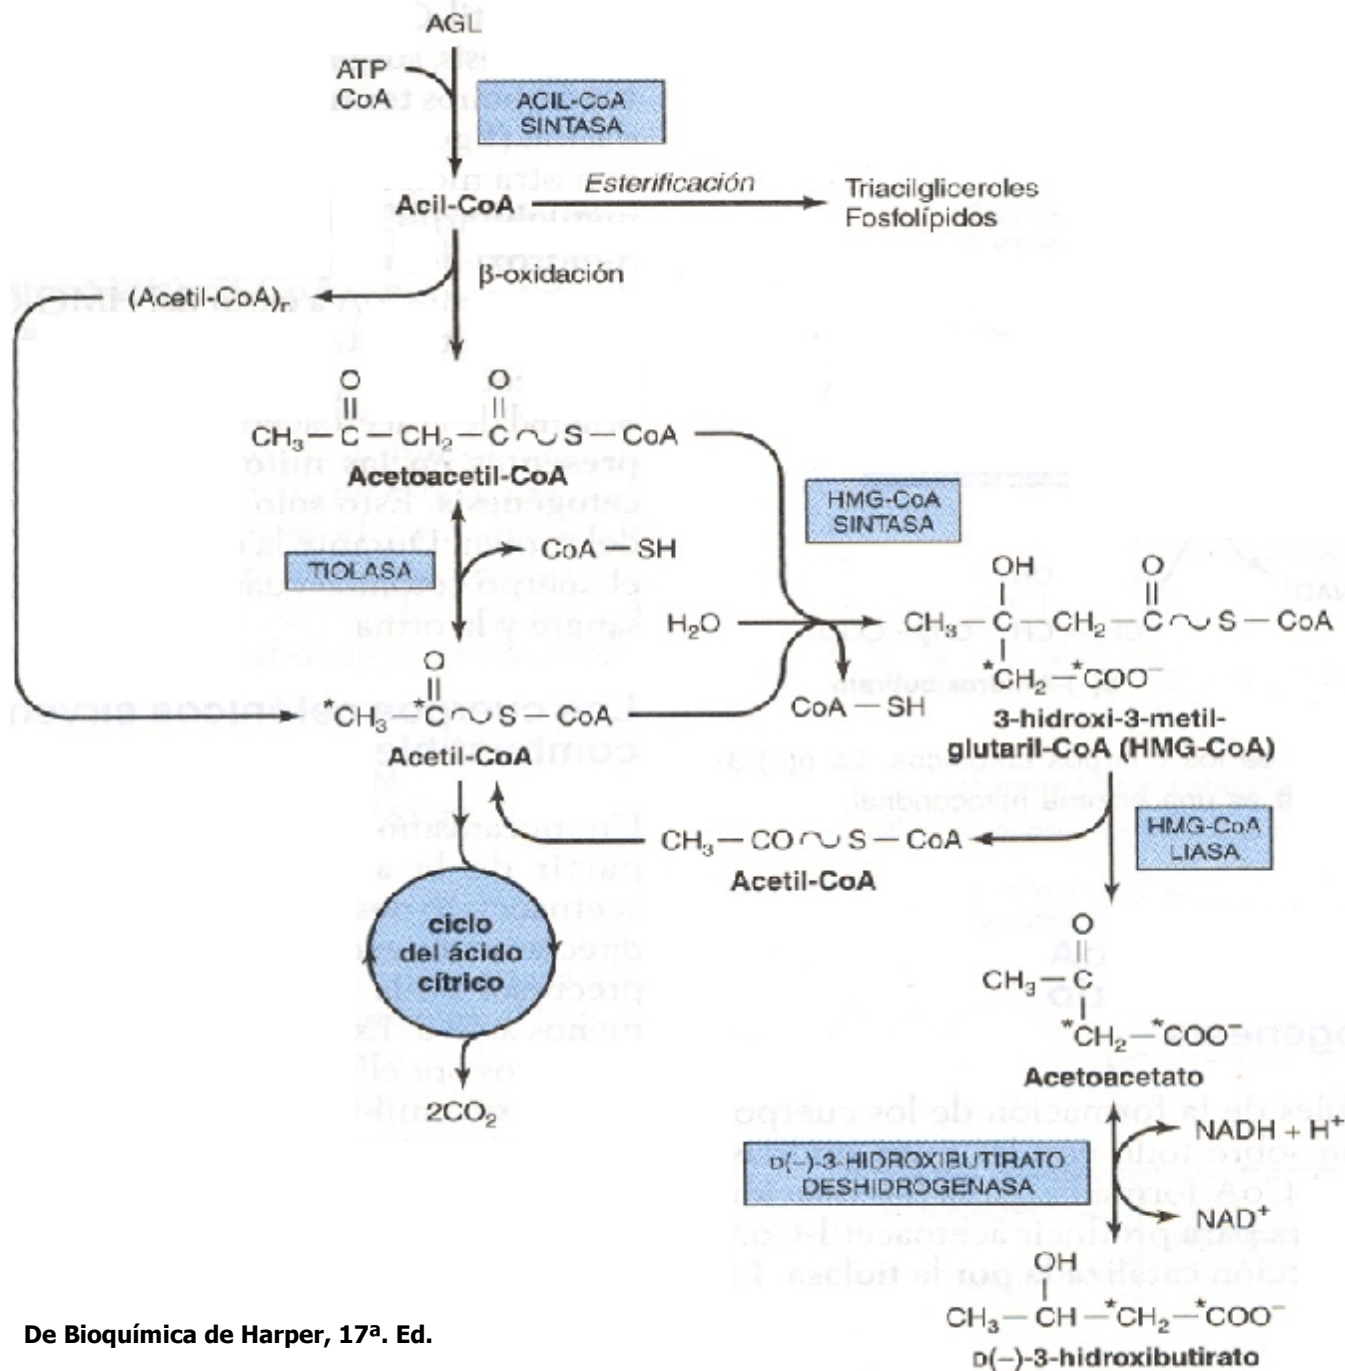 AGL
ATP
CoA
ACIL-CoA
SINTASA
Acil-CoA
Esterificación
Triacilgliceroles
Fosfolípidos
β-oxidación
(Acetil-CoA)n
O O
CH₃—C—CH₂—C~S—CoA
Acetoacetil-CoA
HMG-CoA
SINTASA
TIOLASA
CoA—SH
H₂O
OH O
CH₃—C—CH₂—C~S—CoA
*CH₂—*COO⁻
3-hidroxi-3-metil-
glutaril-CoA (HMG-CoA)
CoA—SH
O
*CH₃—*C~S—CoA
Acetil-CoA
HMG-CoA
LIASA
CH₃—CO~S—CoA
Acetil-CoA
ciclo
del ácido
cítrico
2CO₂
O
CH₃—C
*CH₂—*COO⁻
Acetoacetato
D(–)-3-HIDROXIBUTIRATO
DESHIDROGENASA
NADH + H⁺
NAD⁺
OH
CH₃—CH—*CH₂—*COO⁻
D(–)-3-hidroxibutirato
De Bioquímica de Harper, 17ª. Ed.